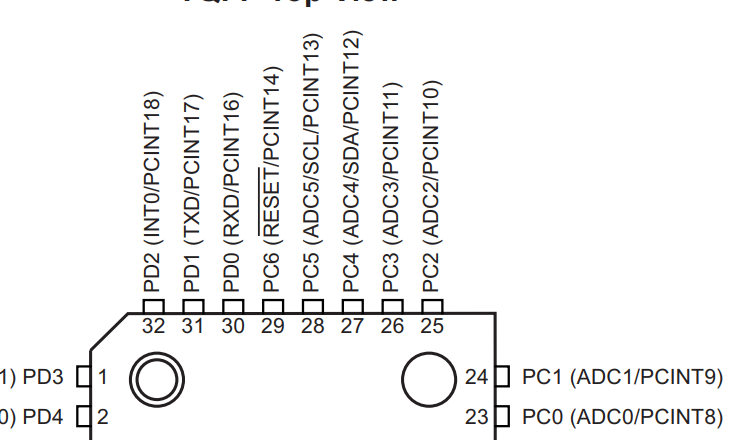 PD2 (INT0/PCINT18)
PD1 (TXD/PCINT17)
PD0 (RXD/PCINT16)
PC6 (RESET/PCINT14)
PC5 (ADC5/SCL/PCINT13)
PC4 (ADC4/SDA/PCINT12)
PC3 (ADC3/PCINT11)
PC2 (ADC2/PCINT10)
32 31 30 29 28 27 26 25
1) PD3 1 24 PC1 (ADC1/PCINT9)
0) PD4 2 23 PC0 (ADC0/PCINT8)